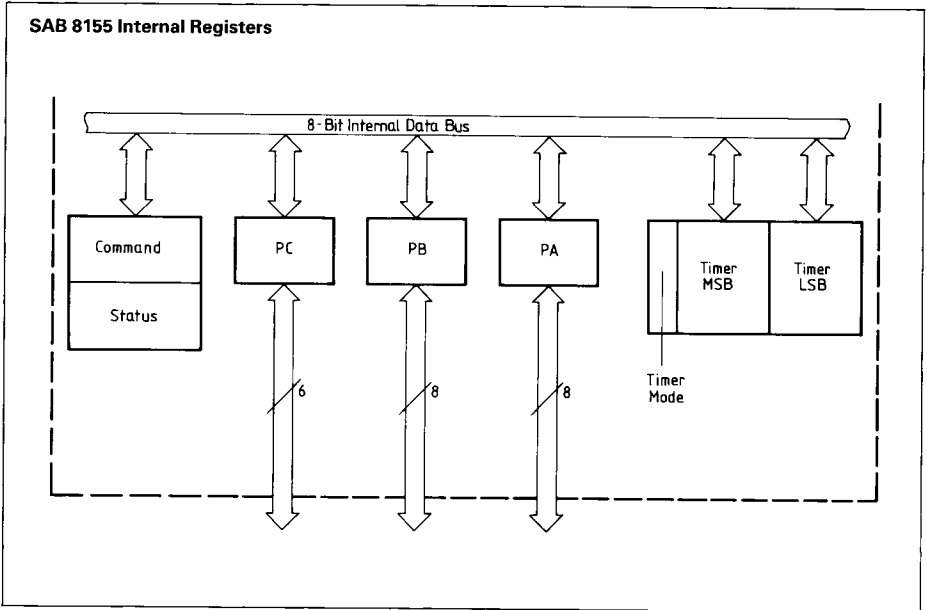 SAB 8155 Internal Registers
8-Bit Internal Data Bus
Command
Status
PC
PB
PA
Timer
MSB
Timer
LSB
Timer
Mode
6
8
8